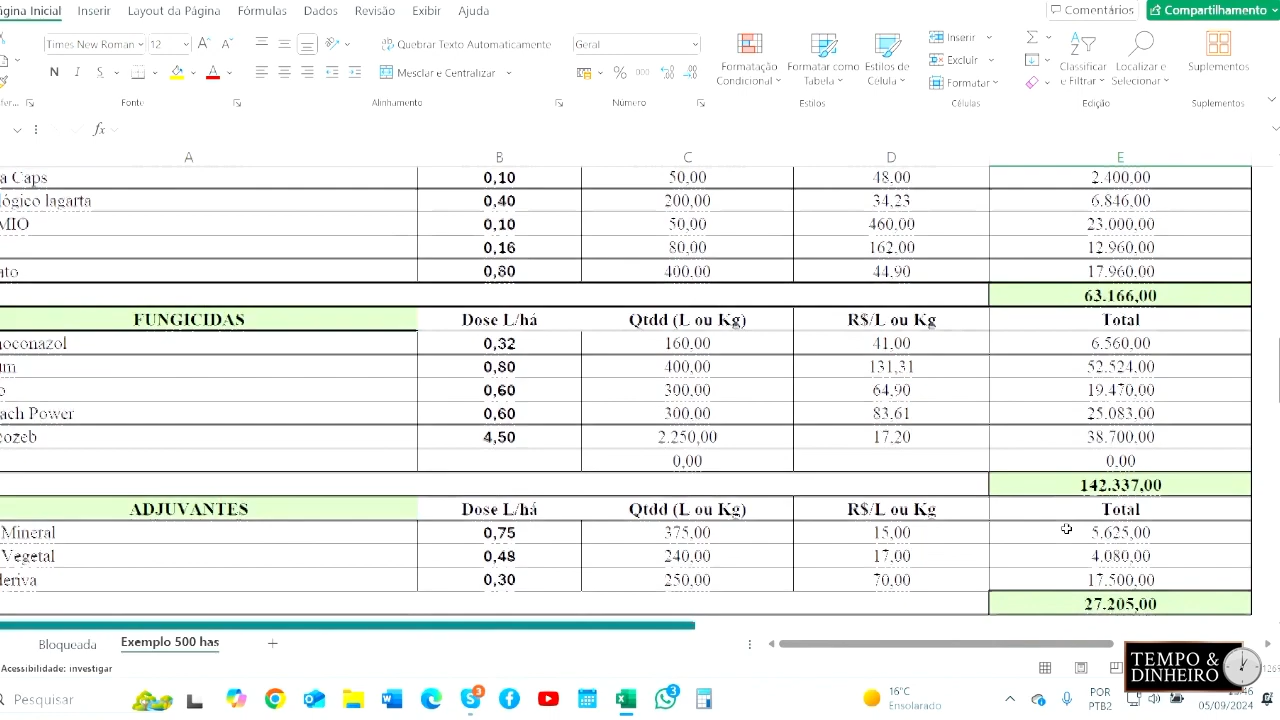 ágina Inicial Inserir Layout da Página Fórmulas Dados Revisão Exibir Ajuda Comentários Compartilhamento
Times New Roman 12 Quebrar Texto Automaticamente Geral Inserir
N I S A Mesclar e Centralizar % 000 Formatação Condicional Formatar como Tabela Estilos de Célula Excluir Formatar Classificar e Filtrar Localizar e Selecionar Suplementos
Fonte Alinhamento Número Estilos Células Edição Suplementos
fx
A B C D E
a Caps 0,10 50,00 48,00 2.400,00
lógico lagarta 0,40 200,00 34,23 6.846,00
MIO 0,10 50,00 460,00 23.000,00
0,16 80,00 162,00 12.960,00
ato 0,80 400,00 44,90 17.960,00
63.166,00
FUNGICIDAS Dose L/há Qtdd (L ou Kg) R$/L ou Kg Total
noconazol 0,32 160,00 41,00 6.560,00
um 0,80 400,00 131,31 52.524,00
o 0,60 300,00 64,90 19.470,00
ach Power 0,60 300,00 83,61 25.083,00
ozeb 4,50 2.250,00 17,20 38.700,00
0,00 0,00
142.337,00
ADJUVANTES Dose L/há Qtdd (L ou Kg) R$/L ou Kg Total
Mineral 0,75 375,00 15,00 5.625,00
Vegetal 0,48 240,00 17,00 4.080,00
deriva 0,30 250,00 70,00 17.500,00
27.205,00
Bloqueada Exemplo 500 has
Acessibilidade: investigar
TEMPO &
DINHEIRO
Pesquisar 3 3 16°C
Ensolarado
POR
PTB2
05/09/2024